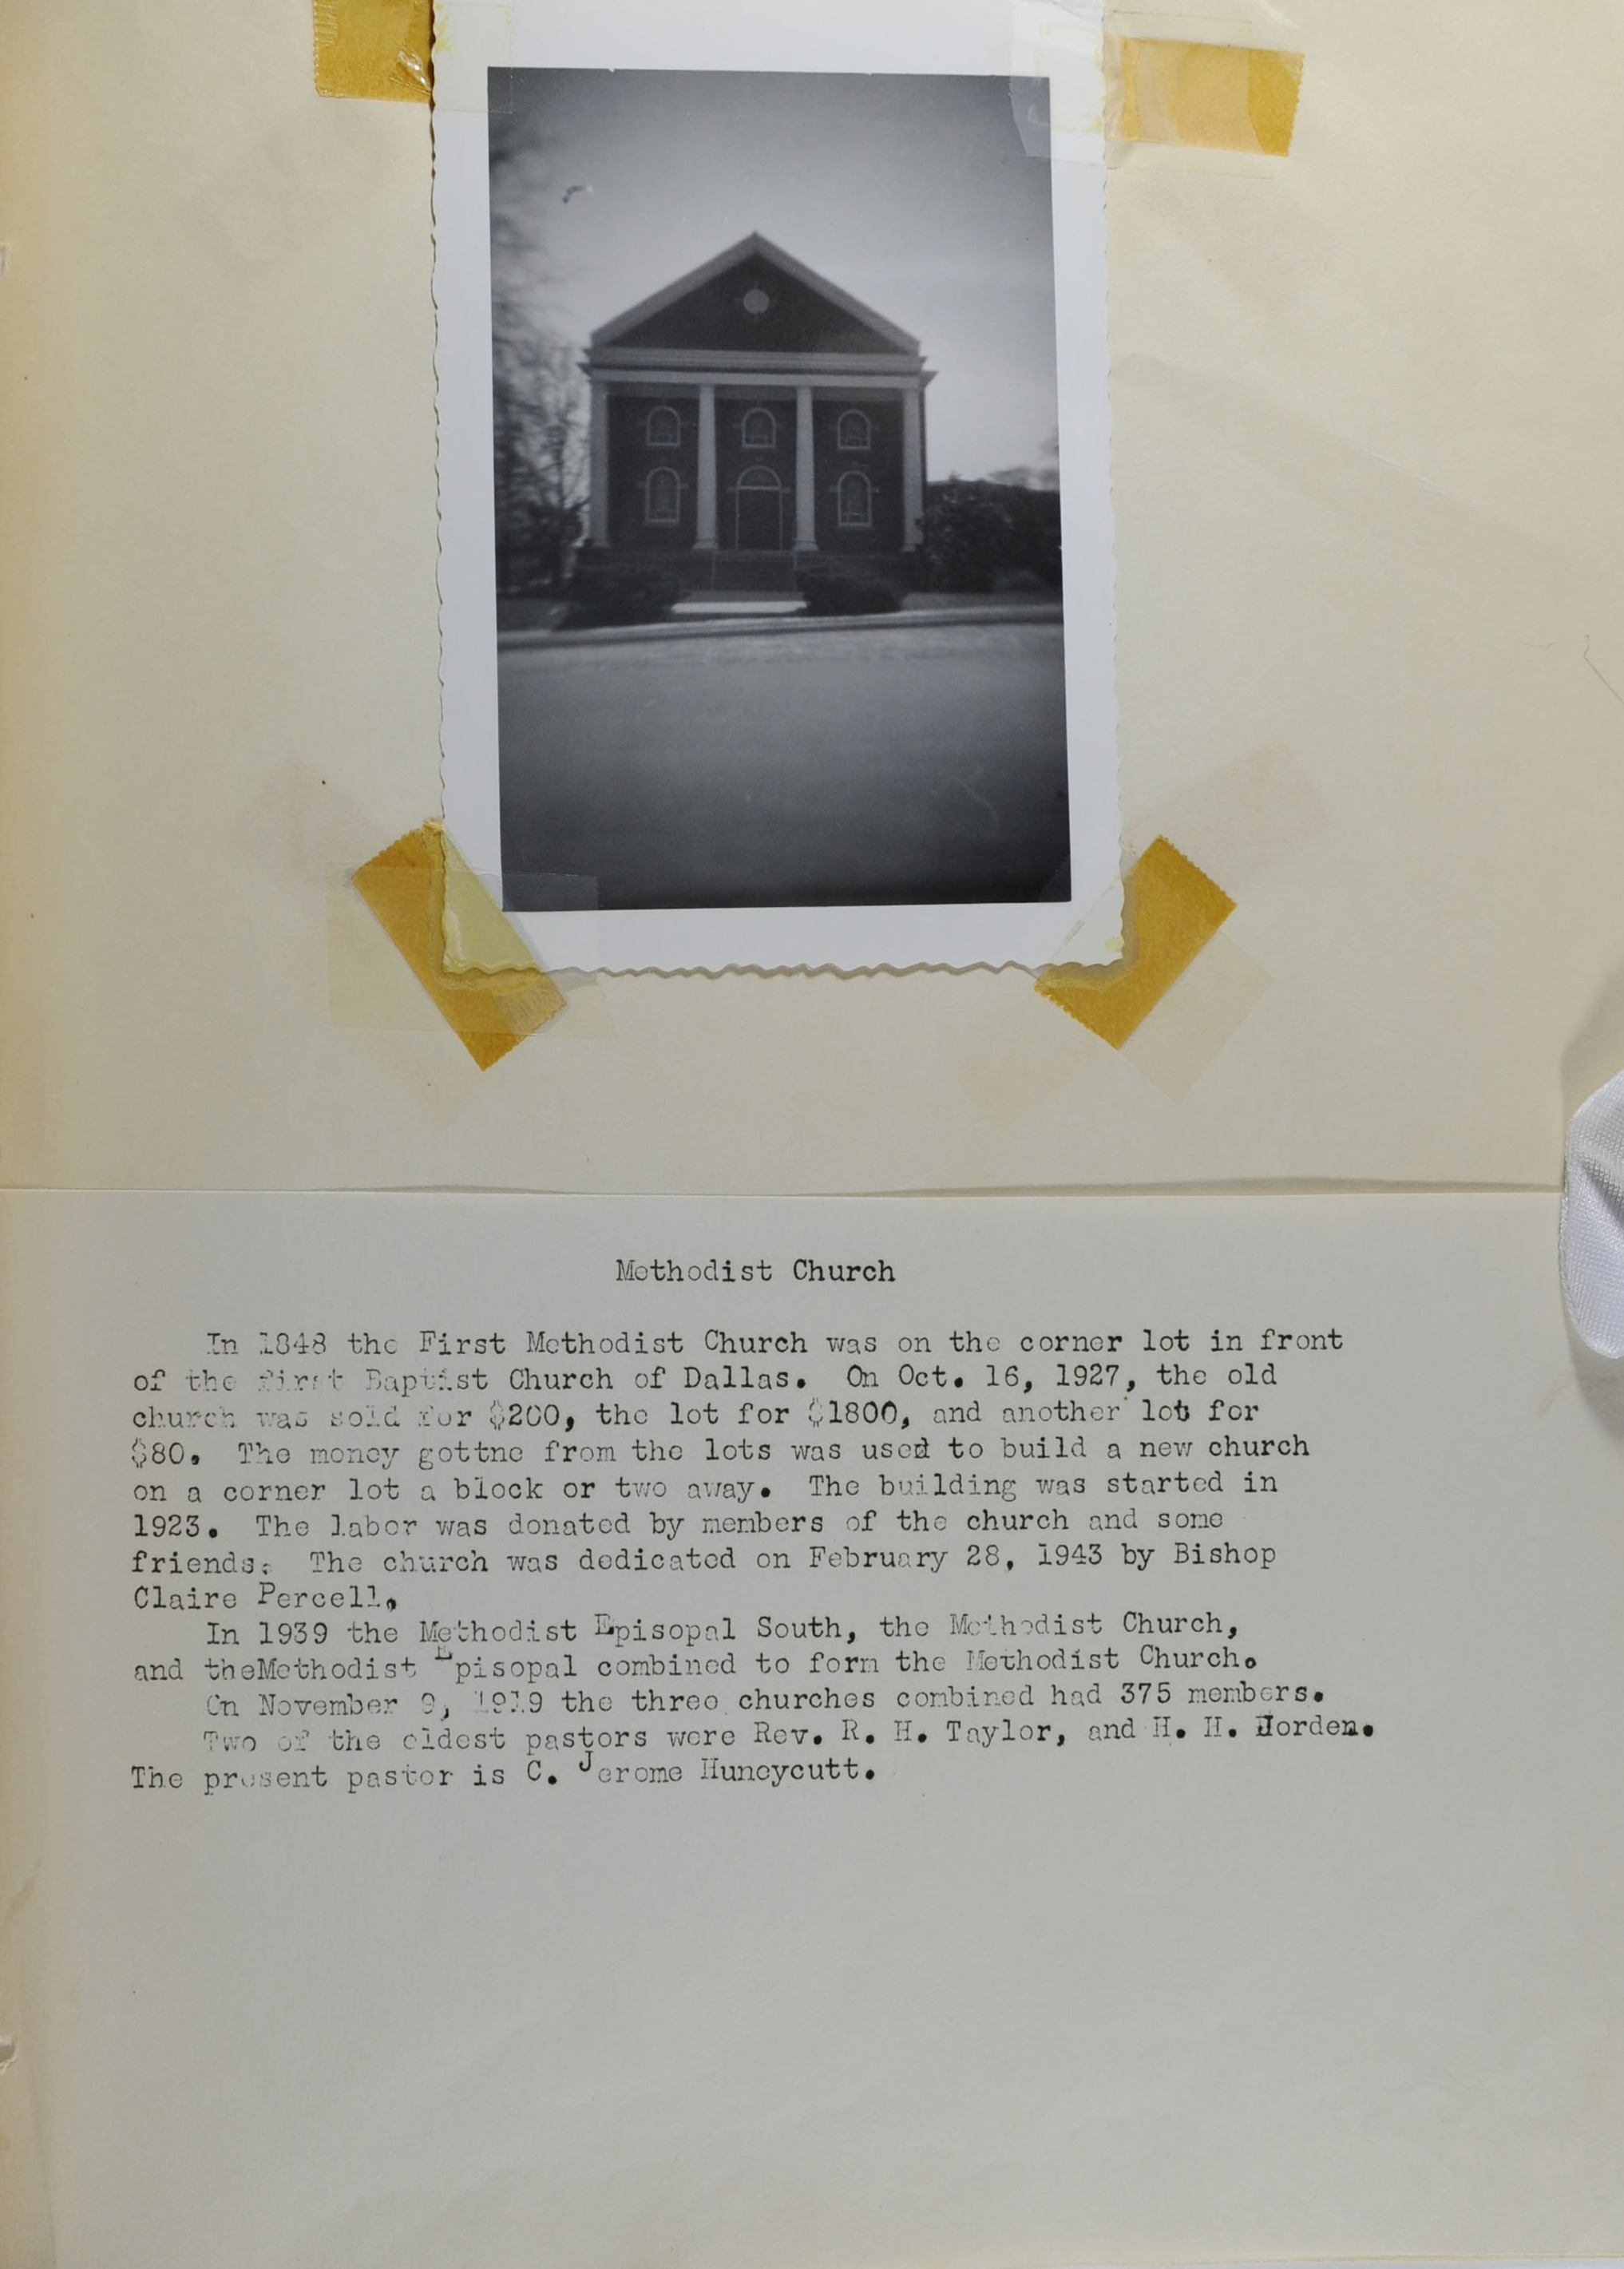 Methodist Church
In 1848 the First Methodist Church was on the corner lot in front
of the first Baptist Church of Dallas. On Oct. 16, 1927, the old
church was sold for $200, the lot for $1800, and another lot for
$80. The money gottne from the lots was used to build a new church
on a corner lot a block or two away. The building was started in
1923. The labor was donated by members of the church and some
friends. The church was dedicated on February 28, 1943 by Bishop
Claire Percell.
In 1939 the Methodist Episopal South, the Methodist Church,
and theMethodist Episopal combined to form the Methodist Church.
On November 9, 1919 the three churches combined had 375 members.
Two of the oldest pastors were Rev. R. H. Taylor, and H. H. Jorden.
The present pastor is C. Jerome Huneycutt.